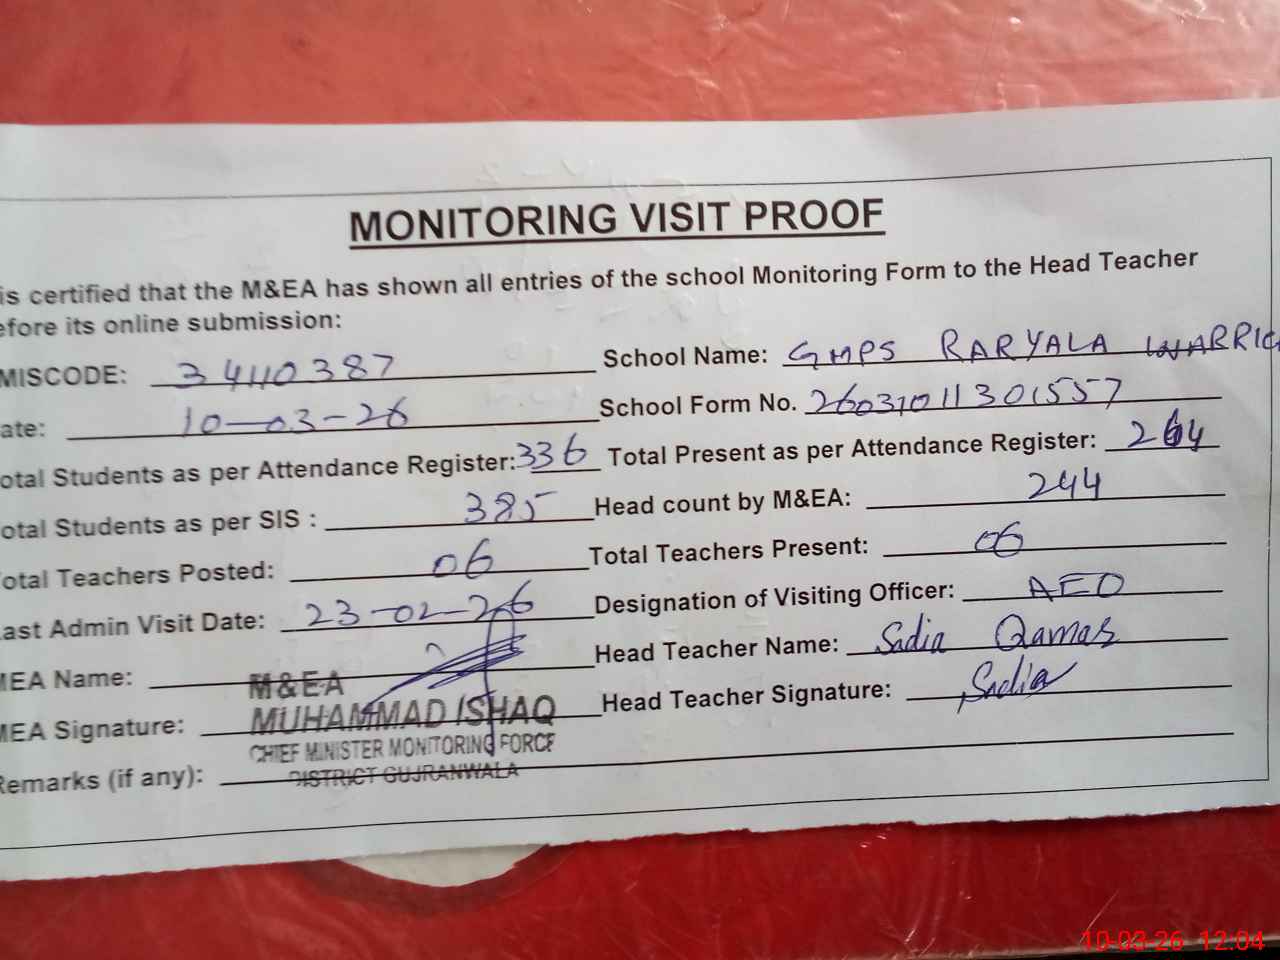 MONITORING VISIT PROOF
is certified that the M&EA has shown all entries of the school Monitoring Form to the Head Teacher
efore its online submission:
MISCODE: 34110387 School Name: GMPS RARYALA WARRICH
ate: 10-03-26 School Form No. 26031011301557
otal Students as per Attendance Register: 336 Total Present as per Attendance Register: 264
otal Students as per SIS : 385 Head count by M&EA: 244
otal Teachers Posted: 06 Total Teachers Present: 06
Last Admin Visit Date: 23-02-26 Designation of Visiting Officer: AEO
MEA Name: Head Teacher Name: Sadia Qamas
M&EA
MEA Signature: MUHAMMAD ISHAQ Head Teacher Signature: Sadia
CHIEF MINISTER MONITORING FORCE
Remarks (if any): DISTRICT GUJRANWALA
10-03-26 12:04